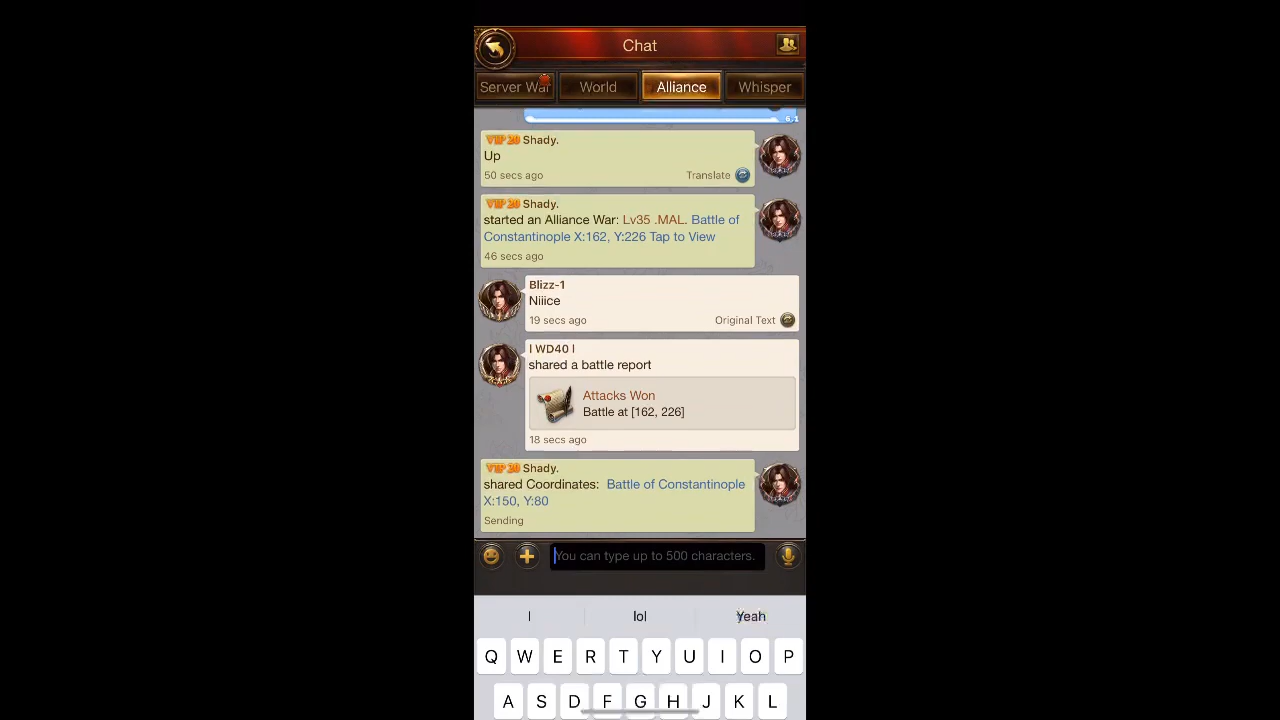 Chat
Server War World Alliance Whisper
6.1
VIP 20 Shady.
Up
50 secs ago Translate
VIP 20 Shady.
started an Alliance War: Lv35 .MAL. Battle of
Constantinople X:162, Y:226 Tap to View
46 secs ago
Blizz-1
Niiice
19 secs ago Original Text
l WD40 l
shared a battle report
Attacks Won
Battle at [162, 226]
18 secs ago
VIP 20 Shady.
shared Coordinates: Battle of Constantinople
X:150, Y:80
Sending
You can type up to 500 characters.
I lol Yeah
Q W E R T Y U I O P
A S D F G H J K L